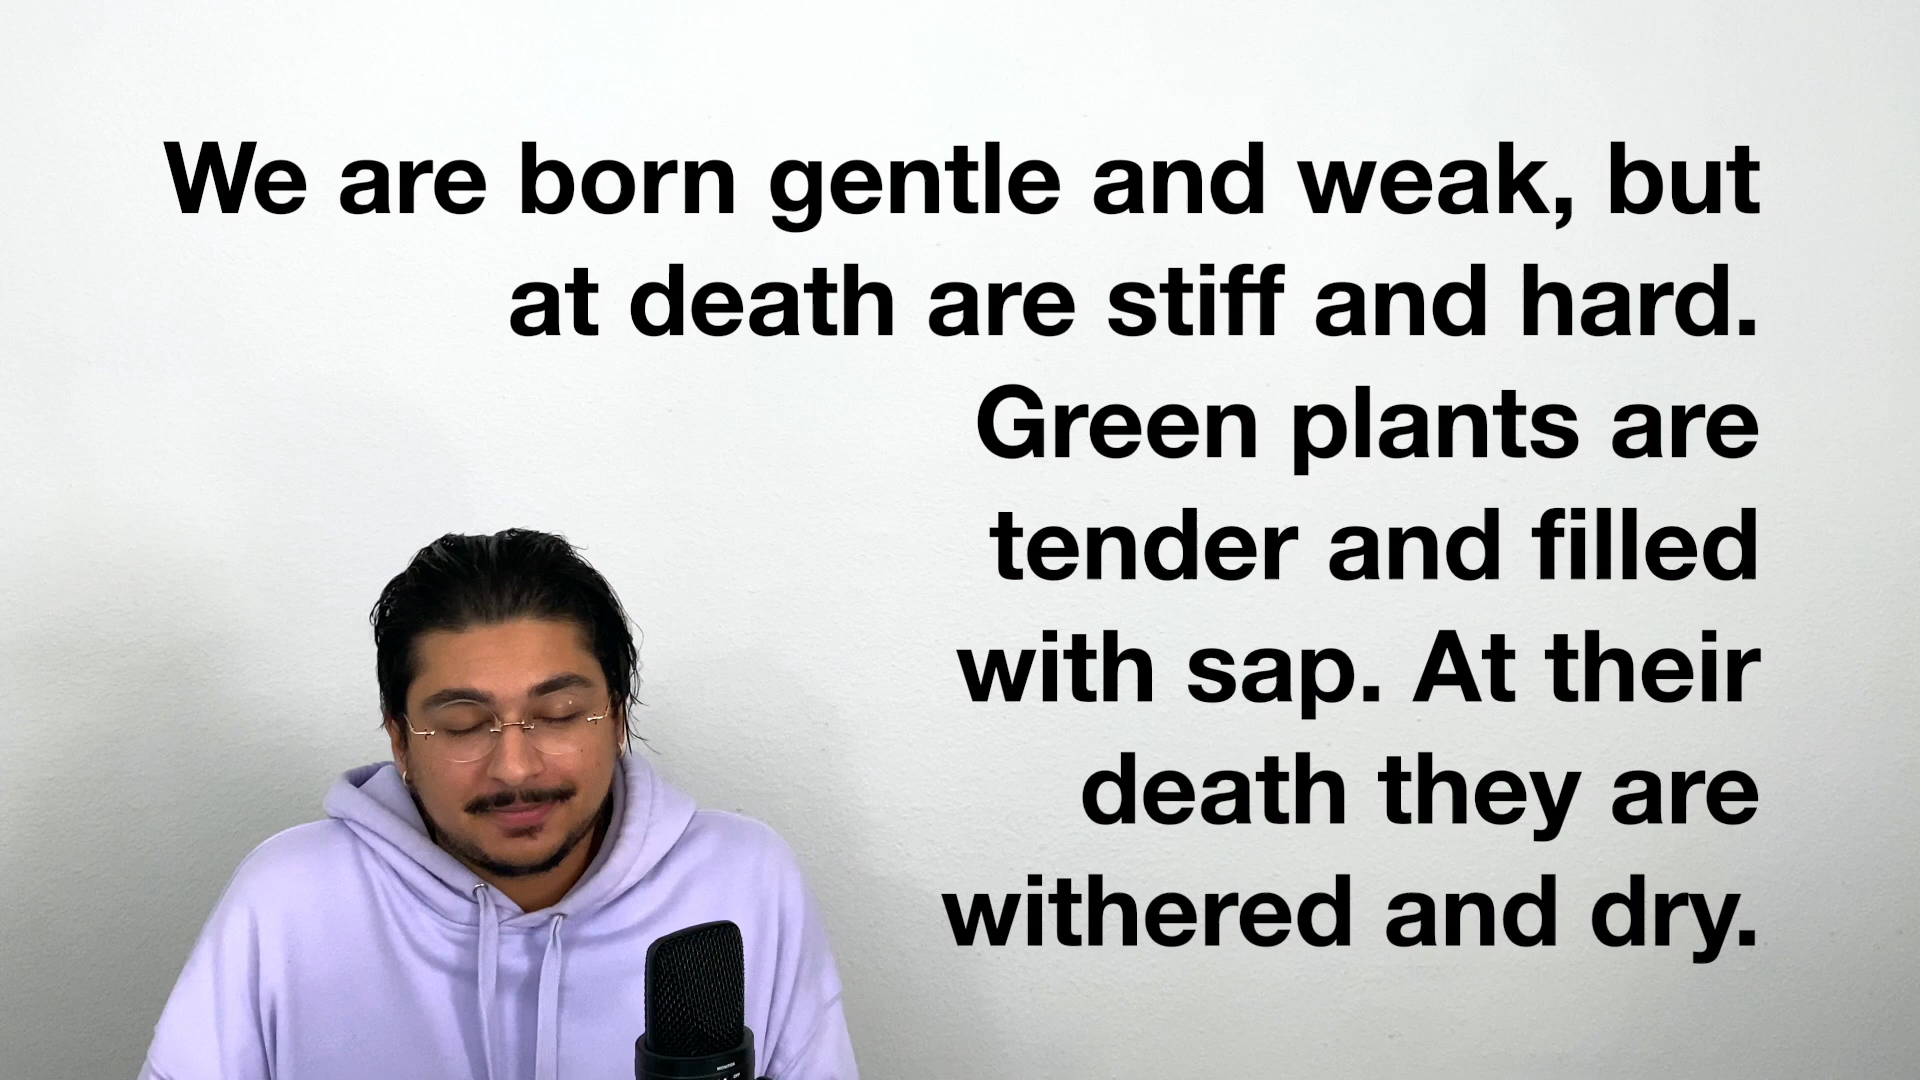 We are born gentle and weak, but
at death are stiff and hard.
Green plants are
tender and filled
with sap. At their
death they are
withered and dry.